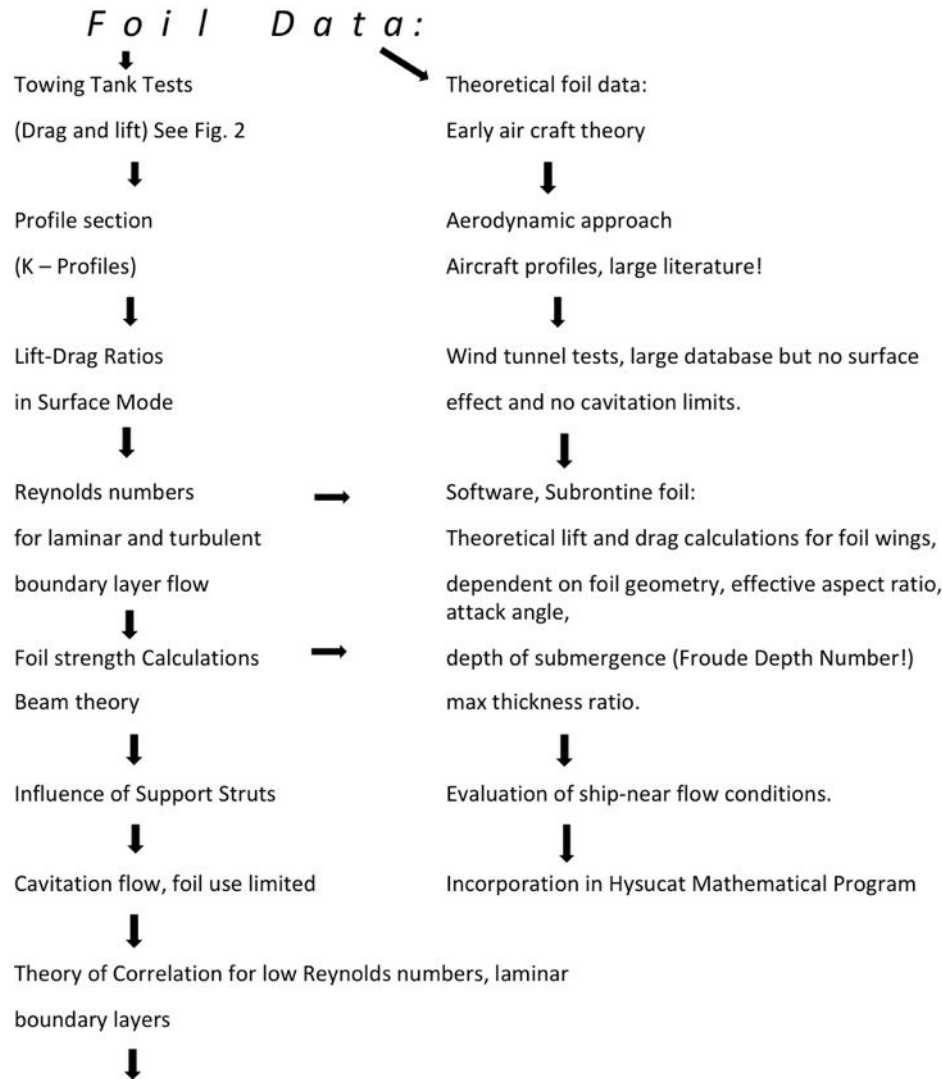 Foil Data:
Towing Tank Tests
(Drag and lift) See Fig. 2
Profile section
(K – Profiles)
Lift-Drag Ratios
in Surface Mode
Reynolds numbers
for laminar and turbulent
boundary layer flow
Foil strength Calculations
Beam theory
Influence of Support Struts
Cavitation flow, foil use limited
Theory of Correlation for low Reynolds numbers, laminar
boundary layers
Theoretical foil data:
Early air craft theory
Aerodynamic approach
Aircraft profiles, large literature!
Wind tunnel tests, large database but no surface
effect and no cavitation limits.
Software, Subrontine foil:
Theoretical lift and drag calculations for foil wings,
dependent on foil geometry, effective aspect ratio,
attack angle,
depth of submergence (Froude Depth Number!)
max thickness ratio.
Evaluation of ship-near flow conditions.
Incorporation in Hysucat Mathematical Program